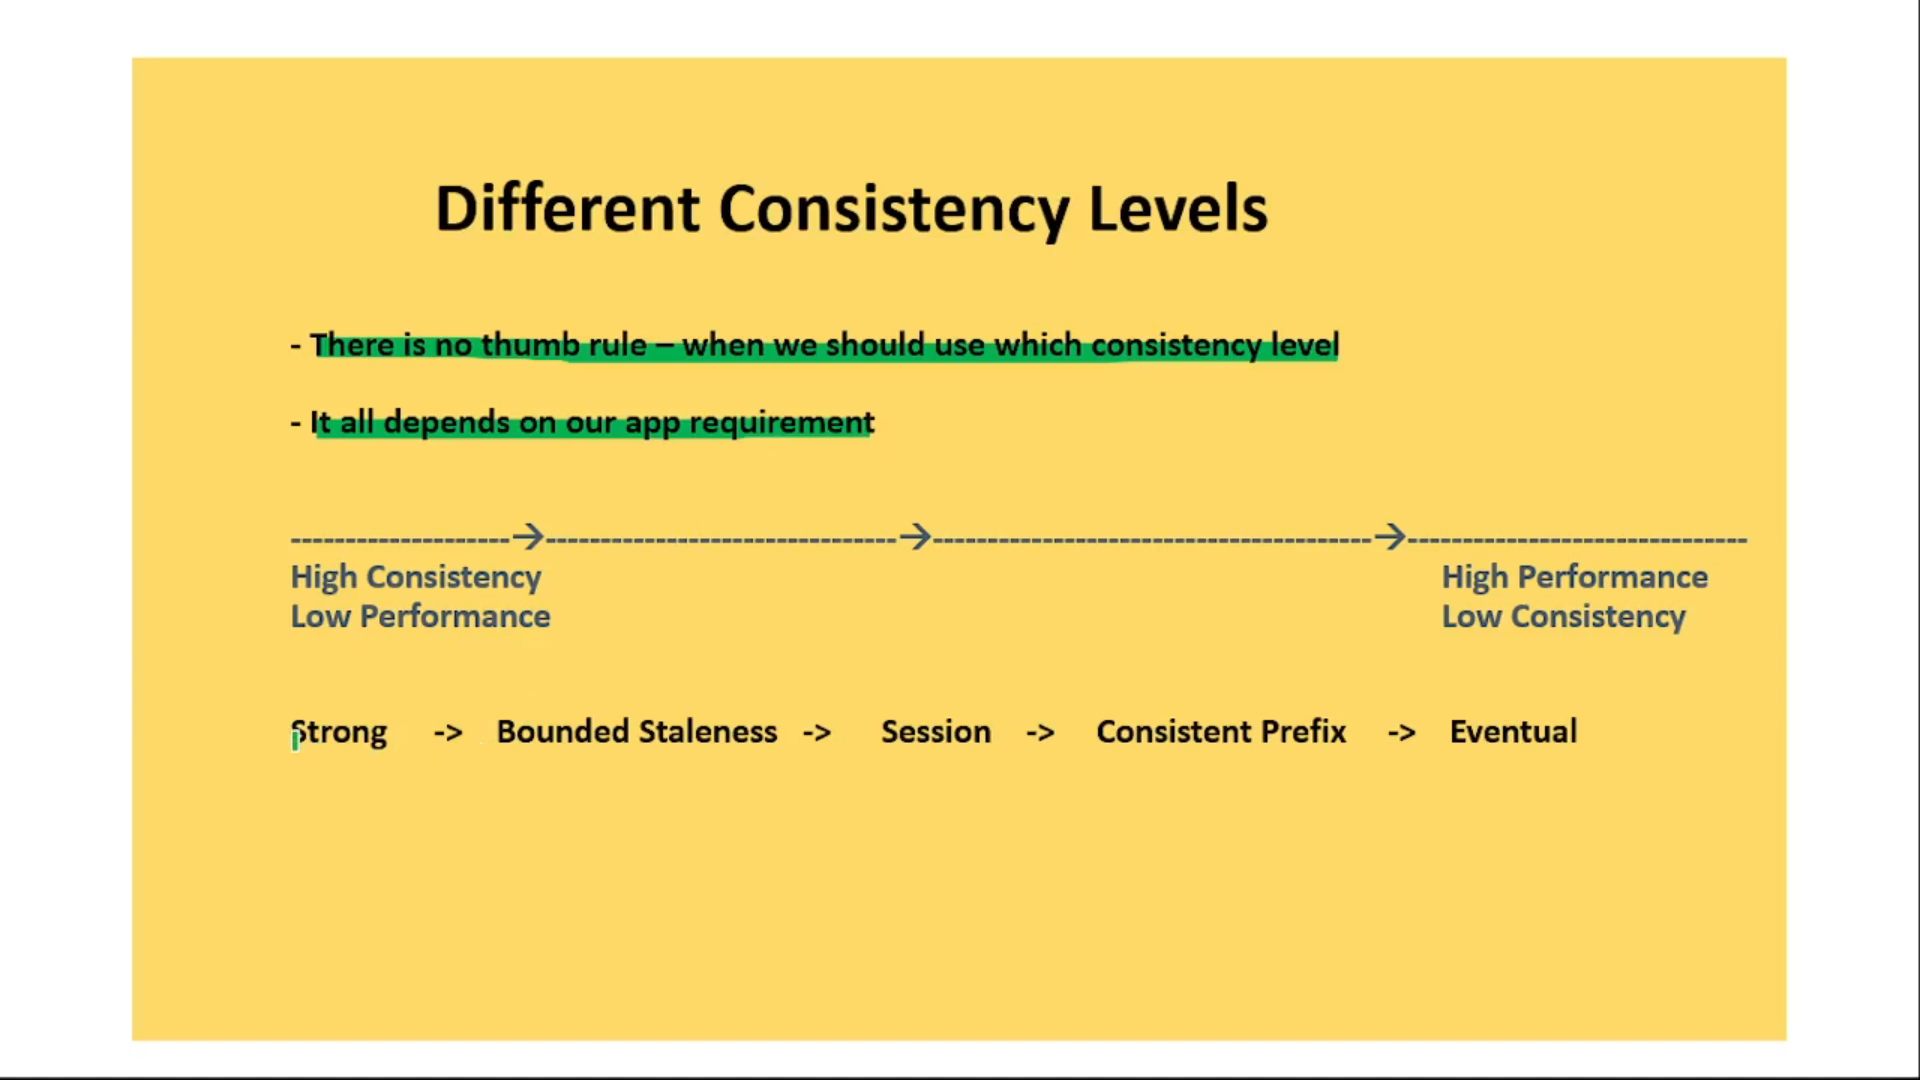 Different Consistency Levels
- There is no thumb rule – when we should use which consistency level
- It all depends on our app requirement
--------------------→--------------------------------→----------------------------------------→-------------------------------
High Consistency High Performance
Low Performance Low Consistency
Strong -> Bounded Staleness -> Session -> Consistent Prefix -> Eventual